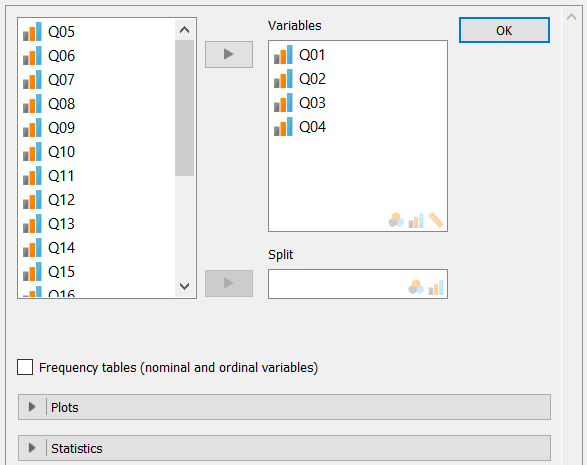 Q05
Q06
Q07
Q08
Q09
Q10
Q11
Q12
Q13
Q14
Q15
Q16
Variables
Q01
Q02
Q03
Q04
OK
Split
Frequency tables (nominal and ordinal variables)
Plots
Statistics